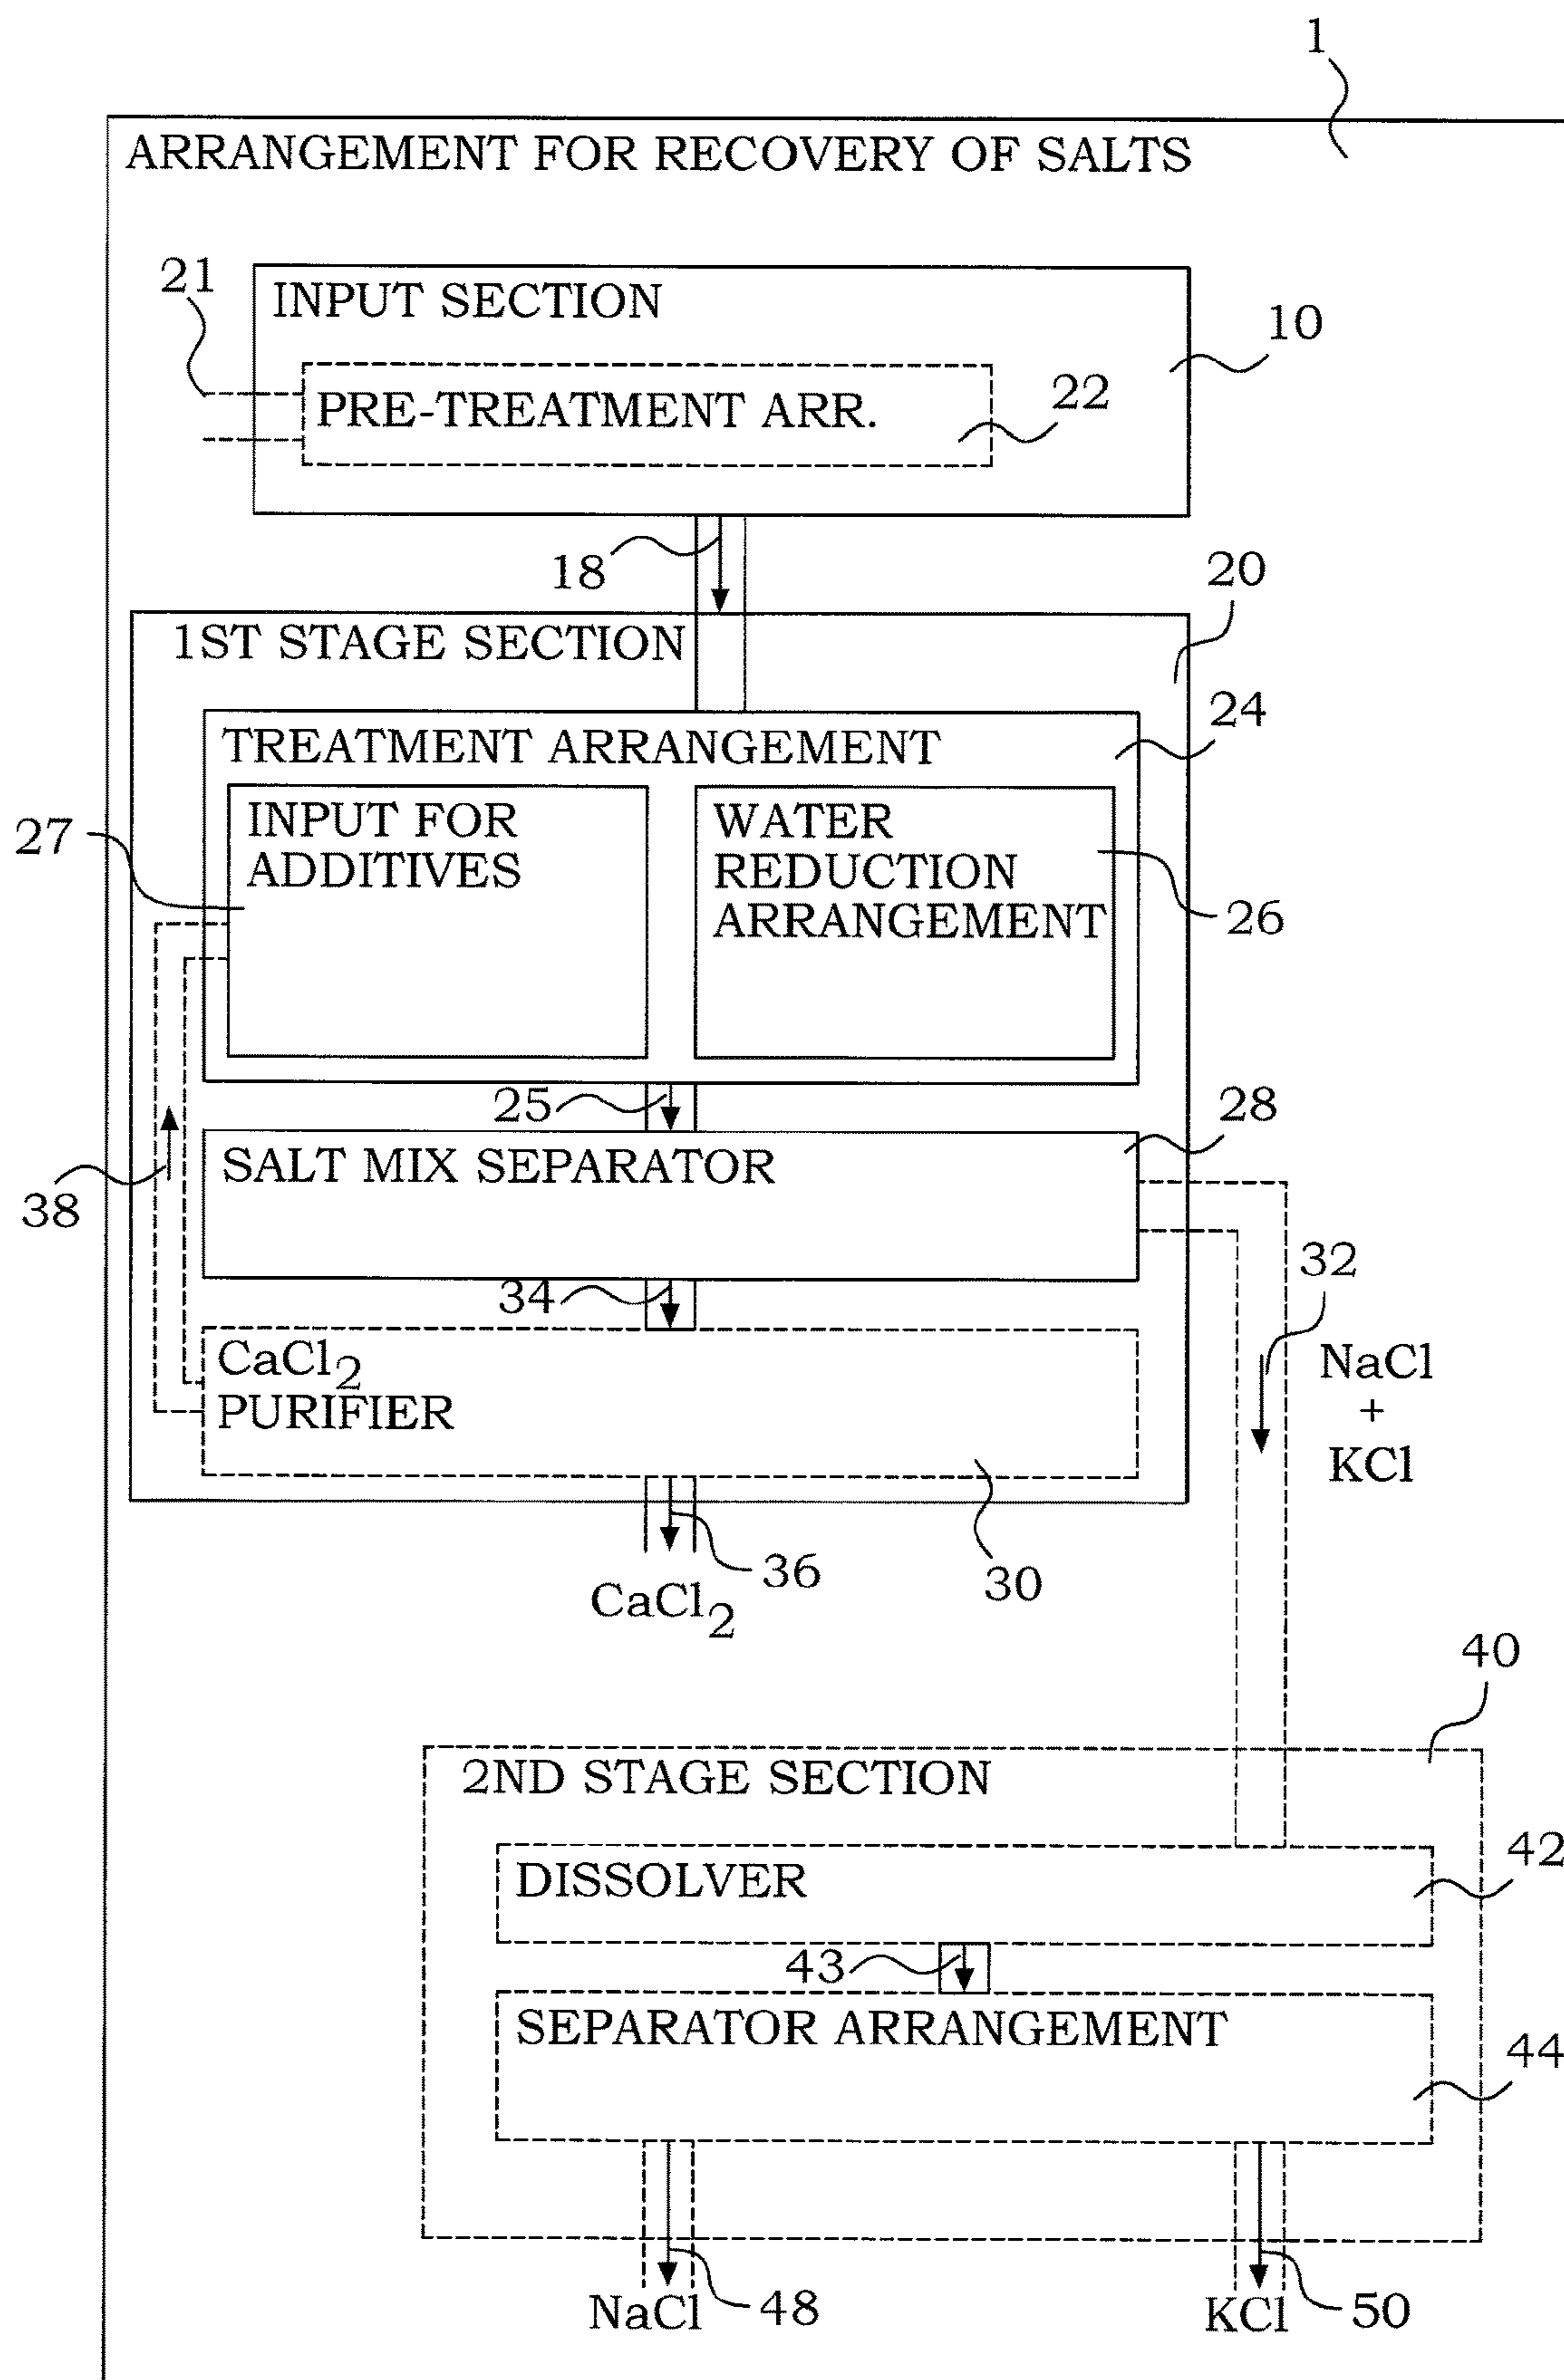 1
ARRANGEMENT FOR RECOVERY OF SALTS
21
INPUT SECTION
10
PRE-TREATMENT ARR.
22
18
20
1ST STAGE SECTION
24
TREATMENT ARRANGEMENT
27
INPUT FOR
ADDITIVES
WATER
REDUCTION
ARRANGEMENT
26
25
28
SALT MIX SEPARATOR
38
34
32
CaCl2
PURIFIER
NaCl
+
KCl
36
30
CaCl2
40
2ND STAGE SECTION
DISSOLVER
42
43
SEPARATOR ARRANGEMENT
44
NaCl
48
KCl
50